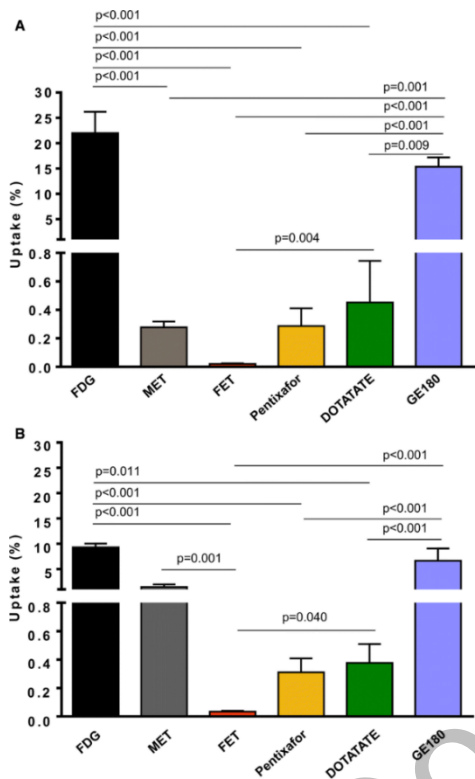 A
p<0.001
p<0.001
p<0.001
p<0.001
p=0.001
p<0.001
p<0.001
p=0.009
p=0.004
Uptake (%)
30
25
20
15
10
5
0.8
0.6
0.4
0.2
0.0
FDG
MET
FET
Pentixafor
DOTATATE
GE180
B
p<0.001
p=0.011
p<0.001
p<0.001
p<0.001
p<0.001
p=0.001
p=0.040
Uptake (%)
30
25
20
15
10
5
0.8
0.6
0.4
0.2
0.0
FDG
MET
FET
Pentixafor
DOTATATE
GE180